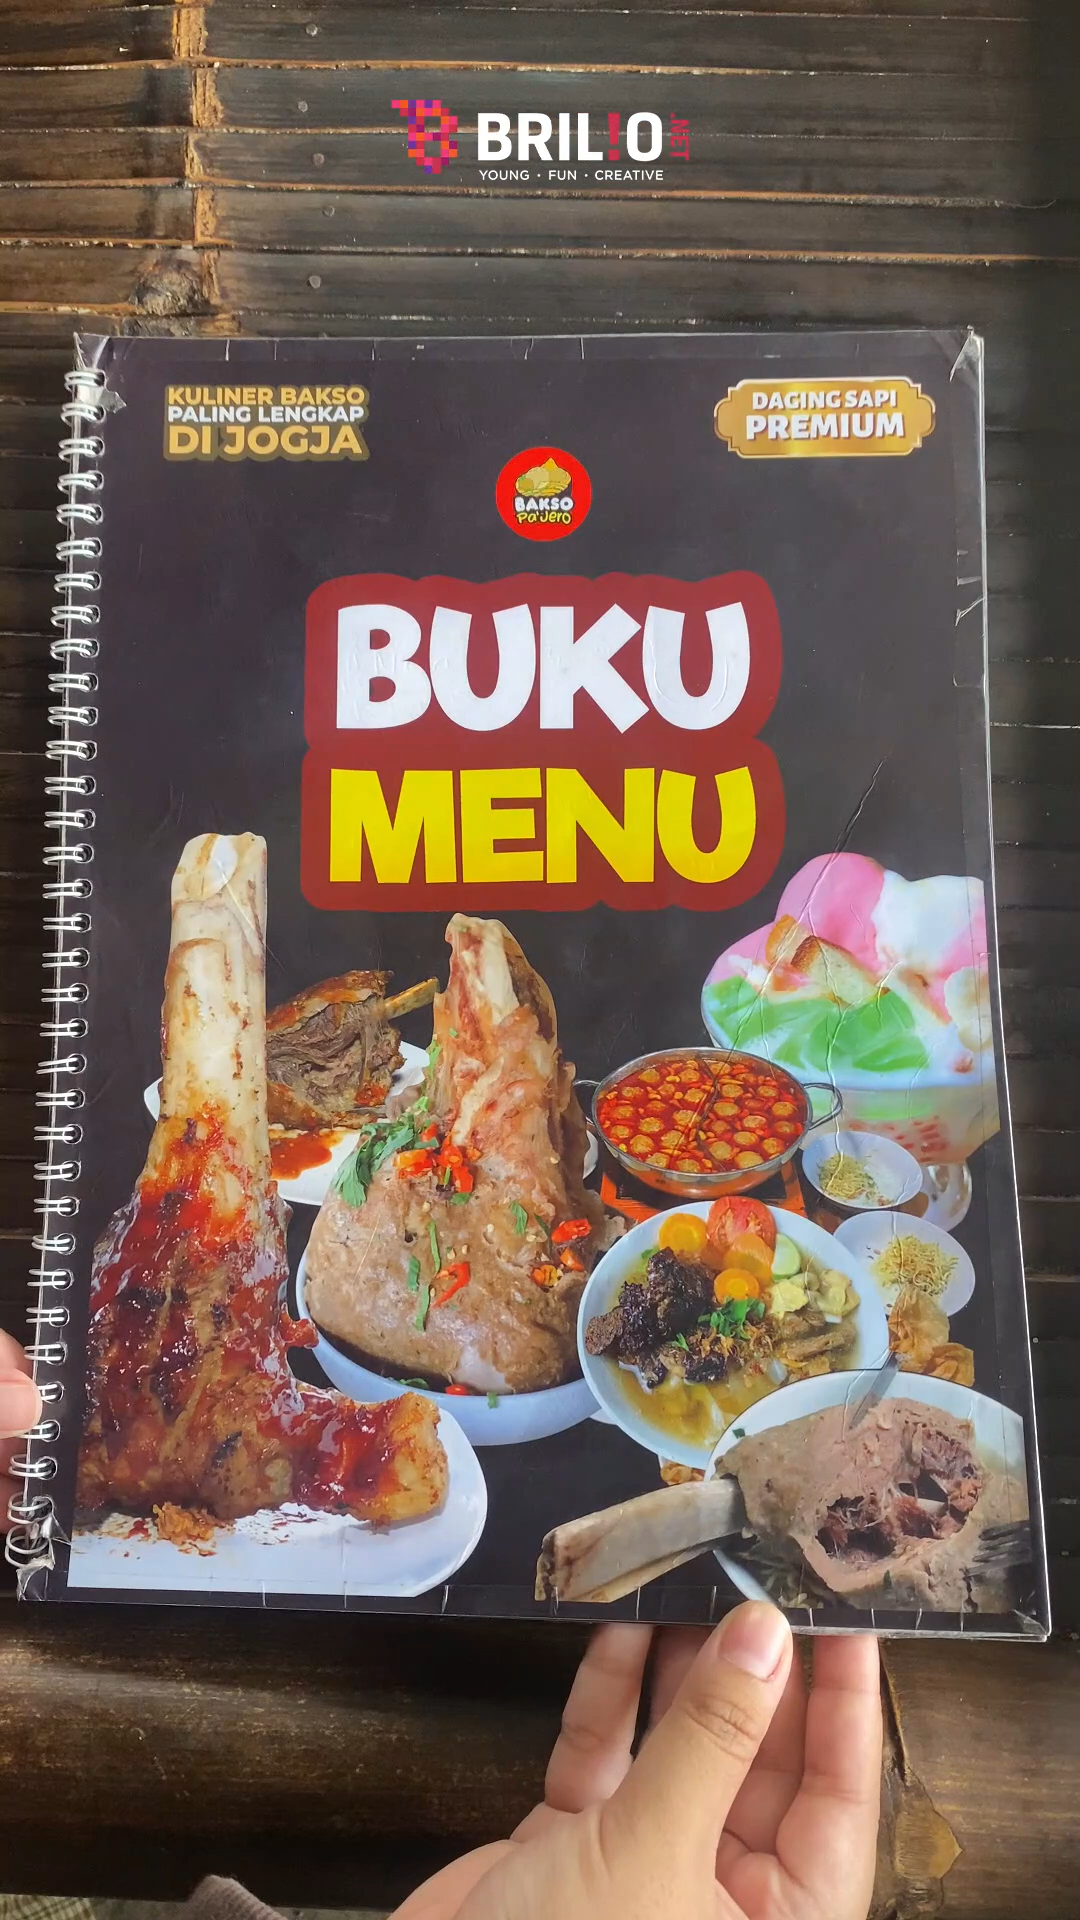 BRIL!O.NET
YOUNG · FUN · CREATIVE
KULINER BAKSO
PALING LENGKAP
DI JOGJA
DAGING SAPI
PREMIUM
BAKSO
Pa'Jero
BUKU
MENU